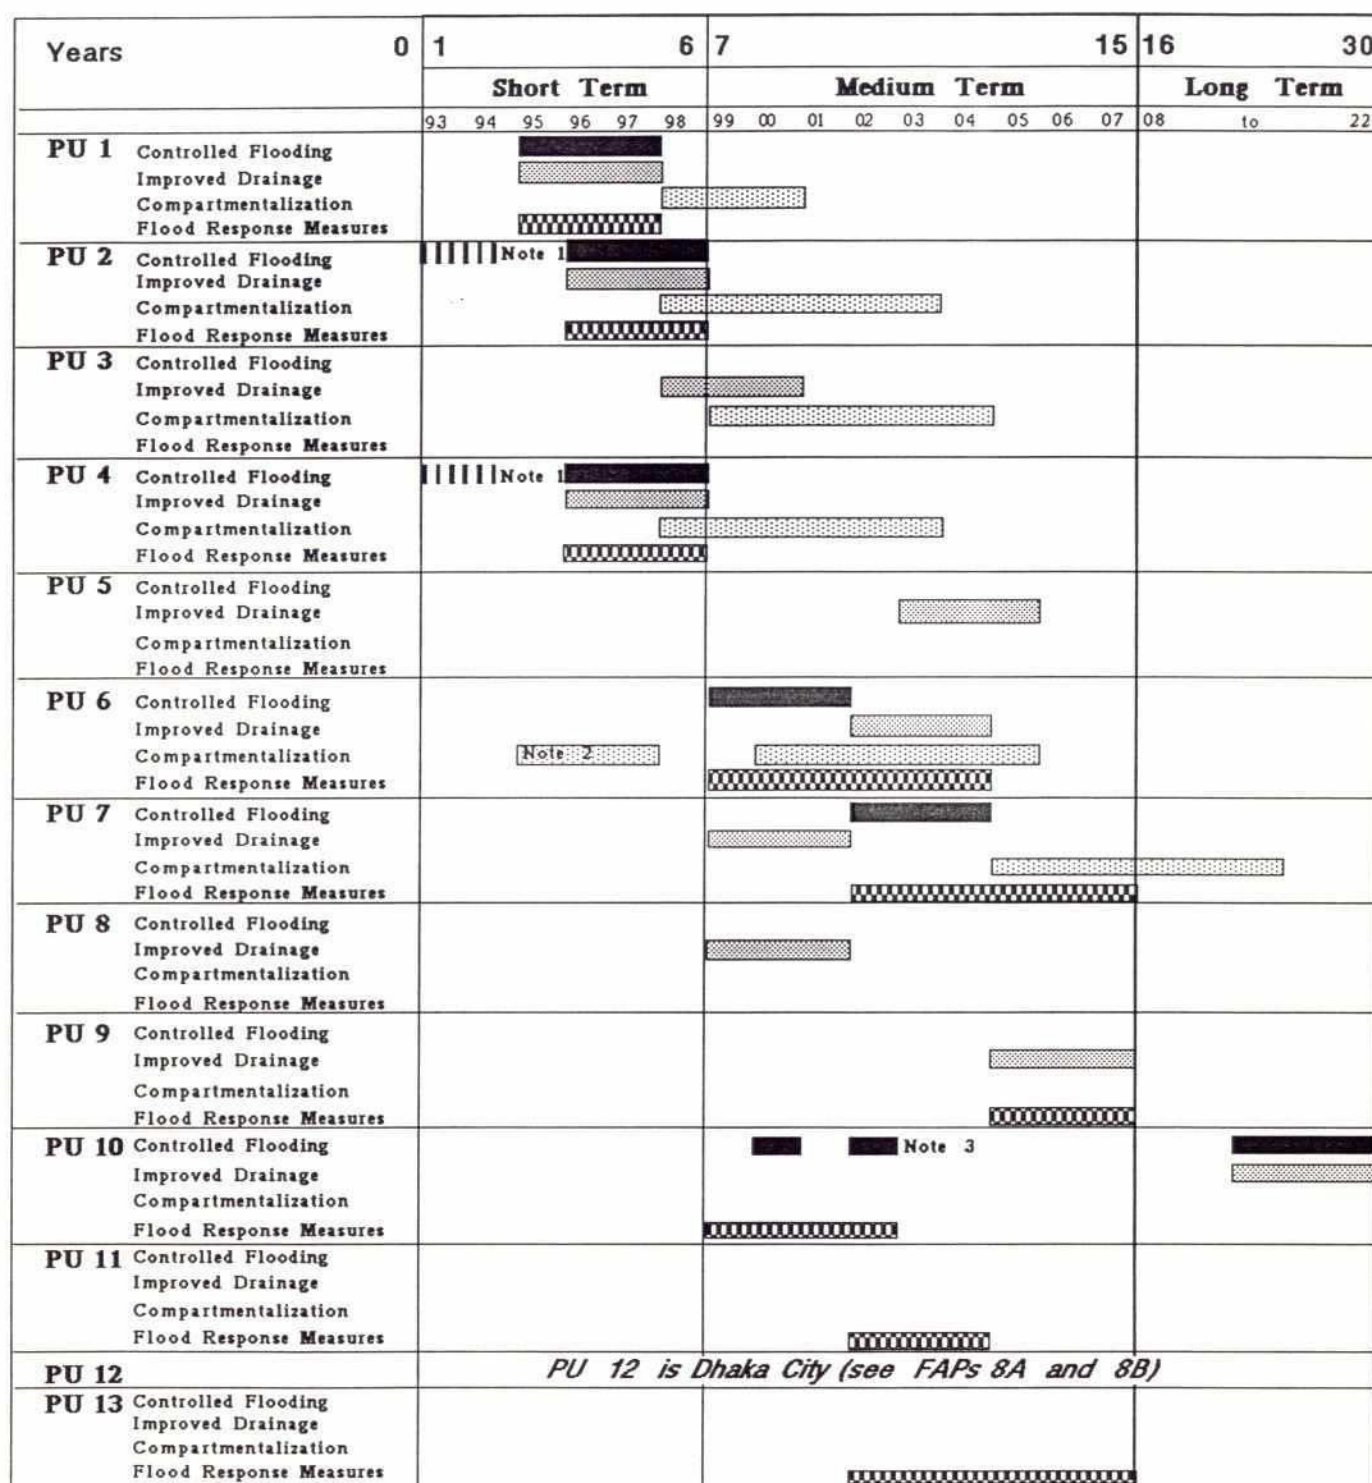 Years 0 1 6 7 15 16 30
Short Term Medium Term Long Term
93 94 95 96 97 98 99 00 01 02 03 04 05 06 07 08 to 22
PU 1 Controlled Flooding
Improved Drainage
Compartmentalization
Flood Response Measures
PU 2 Controlled Flooding Note 1
Improved Drainage
Compartmentalization
Flood Response Measures
PU 3 Controlled Flooding
Improved Drainage
Compartmentalization
Flood Response Measures
PU 4 Controlled Flooding Note 1
Improved Drainage
Compartmentalization
Flood Response Measures
PU 5 Controlled Flooding
Improved Drainage
Compartmentalization
Flood Response Measures
PU 6 Controlled Flooding
Improved Drainage
Compartmentalization Note 2
Flood Response Measures
PU 7 Controlled Flooding
Improved Drainage
Compartmentalization
Flood Response Measures
PU 8 Controlled Flooding
Improved Drainage
Compartmentalization
Flood Response Measures
PU 9 Controlled Flooding
Improved Drainage
Compartmentalization
Flood Response Measures
PU 10 Controlled Flooding Note 3
Improved Drainage
Compartmentalization
Flood Response Measures
PU 11 Controlled Flooding
Improved Drainage
Compartmentalization
Flood Response Measures
PU 12 PU 12 is Dhaka City (see FAPs 8A and 8B)
PU 13 Controlled Flooding
Improved Drainage
Compartmentalization
Flood Response Measures